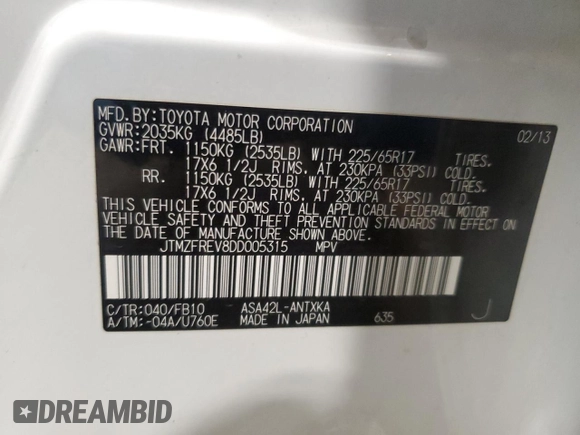 MFD.BY:TOYOTA MOTOR CORPORATION 02/13
GVWR:2035KG (4485LB)
GAWR:FRT. 1150KG (2535LB) WITH 225/65R17 TIRES.
17X6 1/2J RIMS. AT 230KPA (33PSI) COLD.
RR. 1150KG (2535LB) WITH 225/65R17 TIRES.
17X6 1/2J RIMS. AT 230KPA (33PSI) COLD.
THIS VEHICLE CONFORMS TO ALL APPLICABLE FEDERAL MOTOR
VEHICLE SAFETY AND THEFT PREVENTION STANDARDS IN EFFECT ON
THE DATE OF MANUFACTURE SHOWN ABOVE.
JTMZFREV8DD005315 MPV
C/TR:040/FB10 ASA42L-ANTXKA J
A/TM:-04A/U760E MADE IN JAPAN 635
DREAMBID